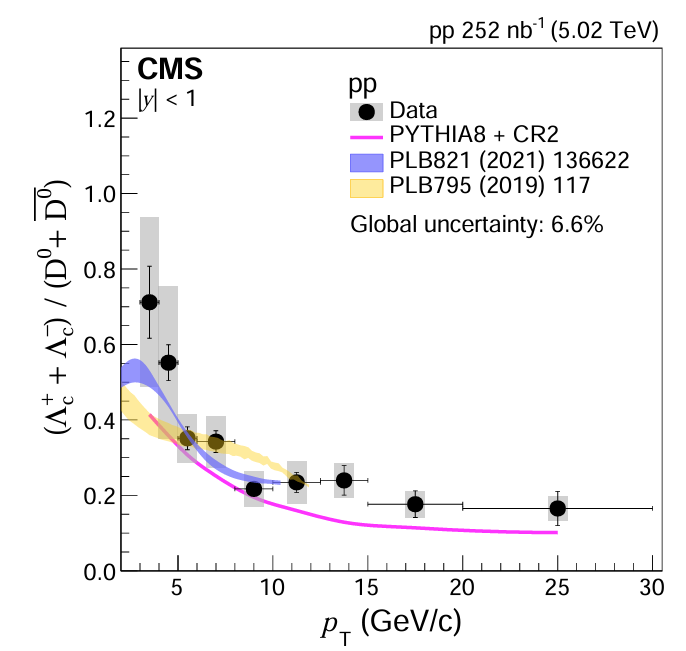 pp 252 nb⁻¹ (5.02 TeV)
CMS
|y| < 1
pp
Data
PYTHIA8 + CR2
PLB821 (2021) 136622
PLB795 (2019) 117
Global uncertainty: 6.6%
(Λc⁺ + Λc⁻) / (D⁰+ D̅⁰)
1.2
1.0
0.8
0.6
0.4
0.2
0.0
5 10 15 20 25 30
pT (GeV/c)